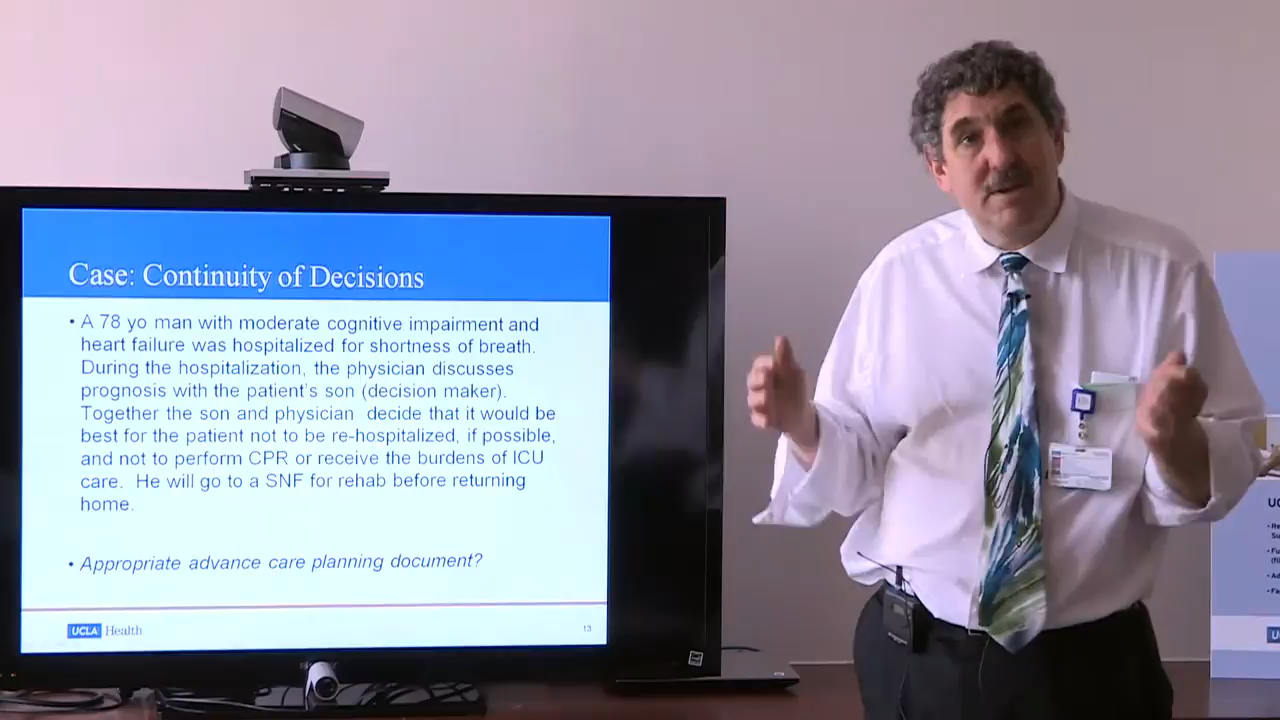 Case: Continuity of Decisions
• A 78 yo man with moderate cognitive impairment and
heart failure was hospitalized for shortness of breath.
During the hospitalization, the physician discusses
prognosis with the patient's son (decision maker).
Together the son and physician decide that it would be
best for the patient not to be re-hospitalized, if possible,
and not to perform CPR or receive the burdens of ICU
care. He will go to a SNF for rehab before returning
home.
• Appropriate advance care planning document?
UCLA Health
13